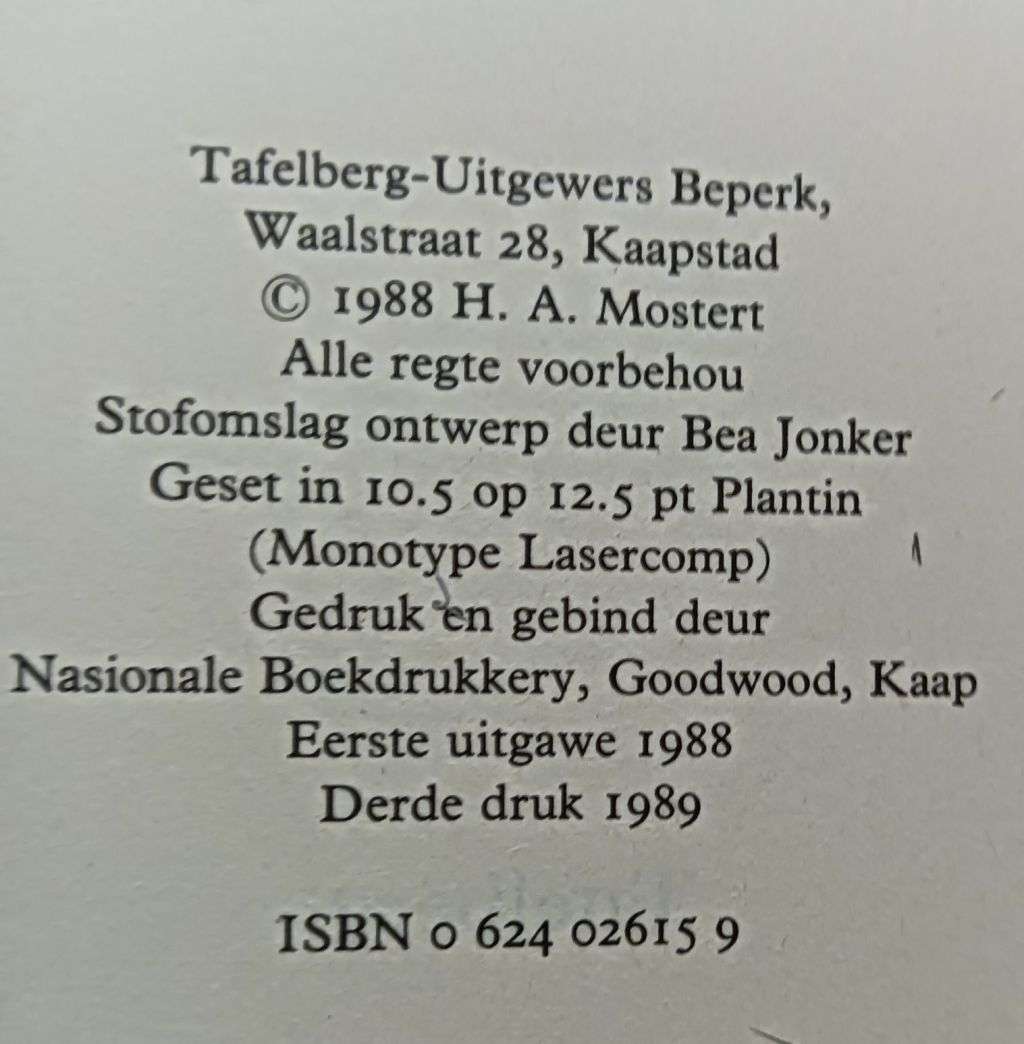 Tafelberg-Uitgewers Beperk,
Waalstraat 28, Kaapstad
© 1988 H. A. Mostert
Alle regte voorbehou
Stofomslag ontwerp deur Bea Jonker
Geset in 10.5 op 12.5 pt Plantin
(Monotype Lasercomp)
Gedruk en gebind deur
Nasionale Boekdrukkery, Goodwood, Kaap
Eerste uitgawe 1988
Derde druk 1989
ISBN 0 624 02615 9